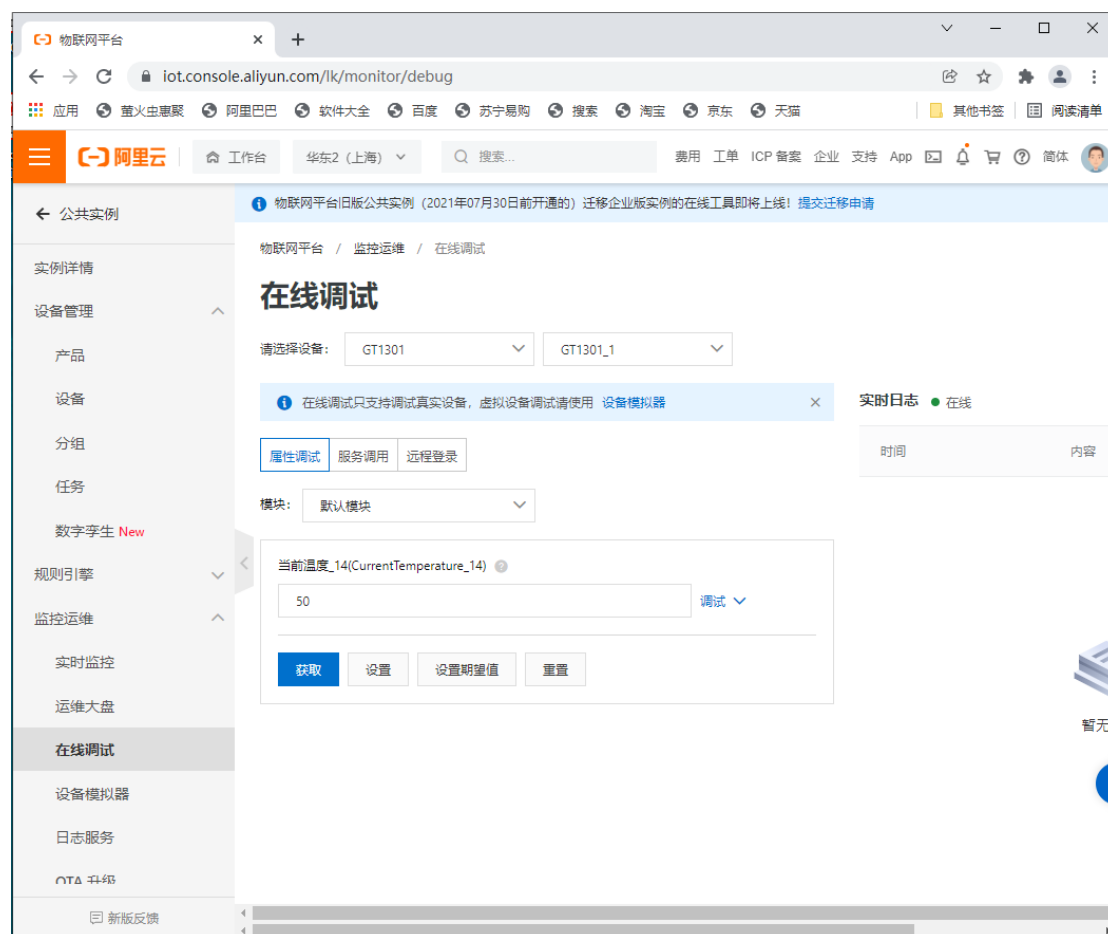 物联网平台
iot.console.aliyun.com/lk/monitor/debug
应用 萤火虫惠聚 阿里巴巴 软件大全 百度 苏宁易购 搜索 淘宝 京东 天猫 其他书签 阅读清单
阿里云 工作台 华东2（上海） 搜索... 费用 工单 ICP 备案 企业 支持 App 简体
公共实例
物联网平台旧版公共实例（2021年07月30日前开通的）迁移企业版实例的在线工具即将上线！提交迁移申请
物联网平台 / 监控运维 / 在线调试
实例详情
设备管理
产品
设备
分组
任务
数字孪生 New
规则引擎
监控运维
实时监控
运维大盘
在线调试
设备模拟器
日志服务
OTA 升级
新版反馈
在线调试
请选择设备： GT1301 GT1301_1
在线调试只支持调试真实设备，虚拟设备调试请使用 设备模拟器
属性调试 服务调用 远程登录
模块： 默认模块
当前温度_14(CurrentTemperature_14)
50 调试
获取 设置 设置期望值 重置
实时日志 在线
时间 内容
暂无